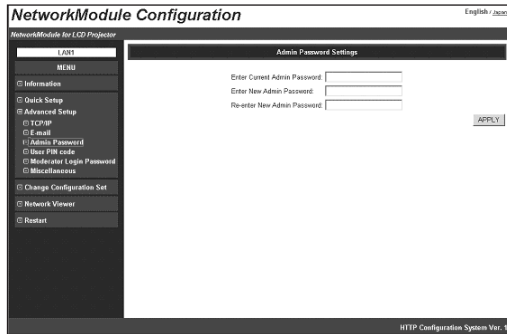 NetworkModule Configuration
English / Japan
NetworkModule for LCD Projector
LAN1
MENU
Information
Quick Setup
Advanced Setup
TCP/IP
E-mail
Admin Password
User PIN code
Moderator Login Password
Miscellaneous
Change Configuration Set
Network Viewer
Restart
Admin Password Settings
Enter Current Admin Password:
Enter New Admin Password:
Re-enter New Admin Password:
APPLY
HTTP Configuration System Ver. 1